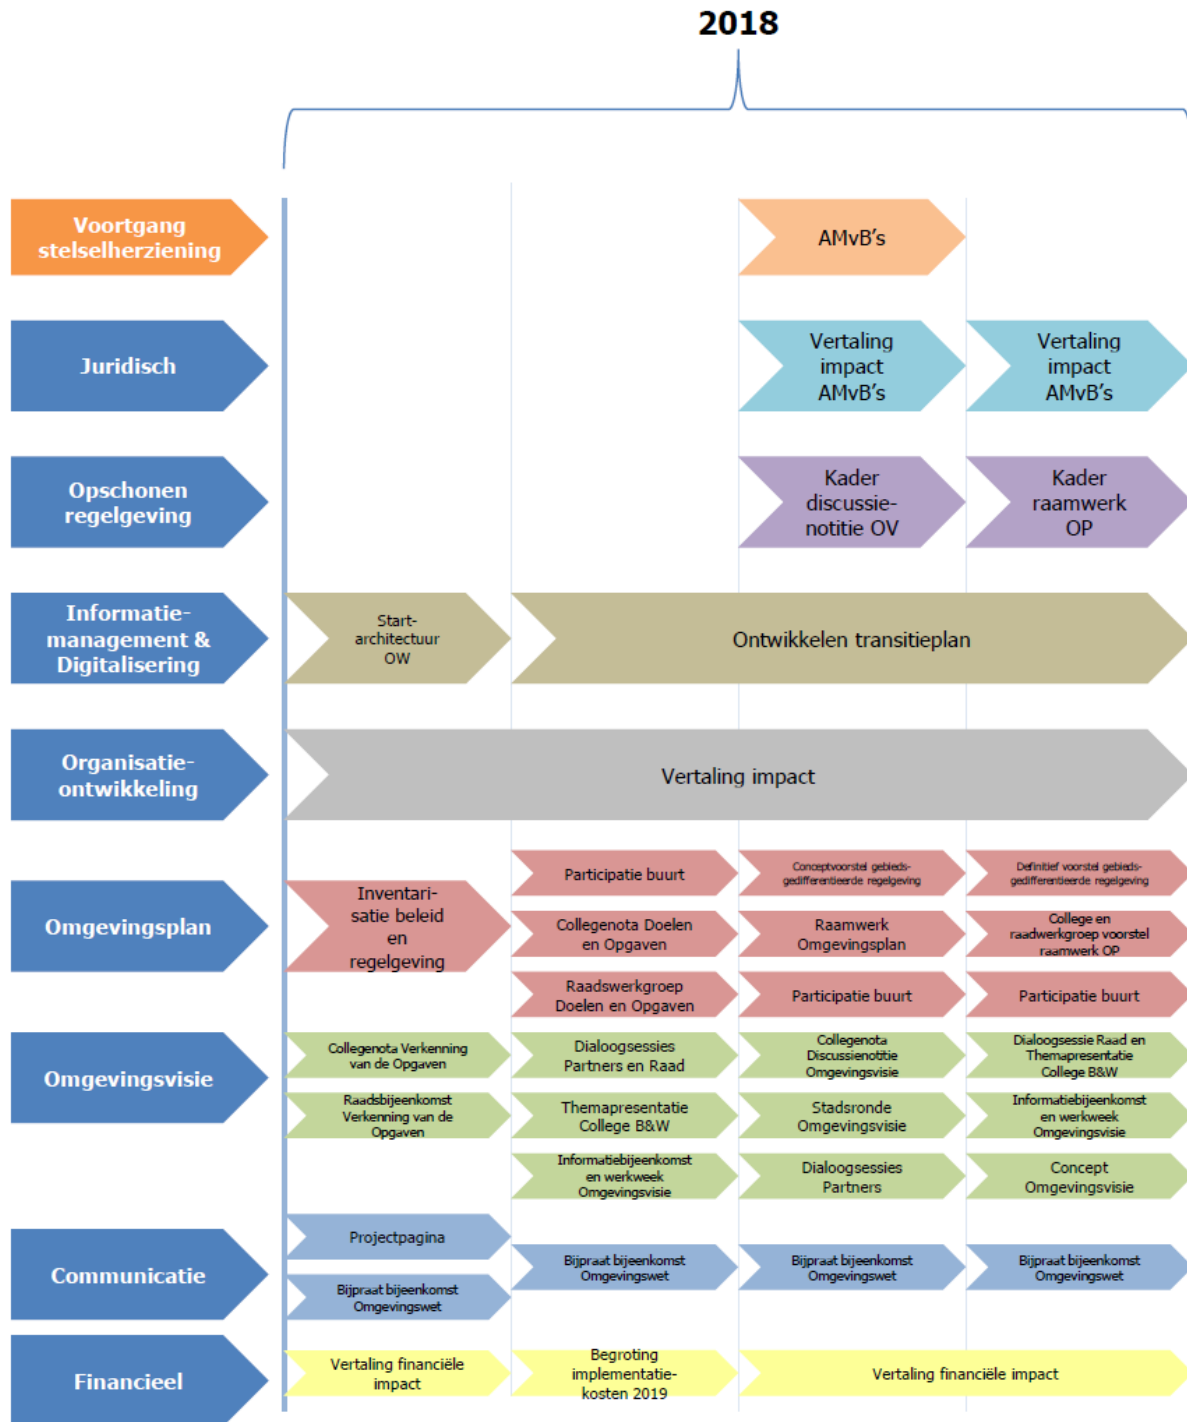 2018
Voortgang
stelselherziening
AMvB's
Juridisch
Vertaling
impact
AMvB's
Vertaling
impact
AMvB's
Opschonen
regelgeving
Kader
discussie-
notitie OV
Kader
raamwerk
OP
Informatie-
management &
Digitalisering
Start-
architectuur
OW
Ontwikkelen transitieplan
Organisatie-
ontwikkeling
Vertaling impact
Omgevingsplan
Inventari-
satie beleid
en
regelgeving
Participatie buurt
Conceptvoorstel gebieds-
gedifferentieerde regelgeving
Definitief voorstel gebieds-
gedifferentieerde regelgeving
Collegenota Doelen
en Opgaven
Raamwerk
Omgevingsplan
College en
raadwerkgroep voorstel
raamwerk OP
Raadswerkgroep
Doelen en Opgaven
Participatie buurt
Participatie buurt
Omgevingsvisie
Collegenota Verkenning
van de Opgaven
Dialoogsessies
Partners en Raad
Collegenota
Discussienotitie
Omgevingsvisie
Dialoogsessie Raad en
Themapresentatie
College B&W
Raadsbijeenkomst
Verkenning van de
Opgaven
Themapresentatie
College B&W
Stadsronde
Omgevingsvisie
Informatiebijeenkomst
en werkweek
Omgevingsvisie
Informatiebijeenkomst
en werkweek
Omgevingsvisie
Dialoogsessies
Partners
Concept
Omgevingsvisie
Communicatie
Projectpagina
Bijpraat bijeenkomst
Omgevingswet
Bijpraat bijeenkomst
Omgevingswet
Bijpraat bijeenkomst
Omgevingswet
Bijpraat bijeenkomst
Omgevingswet
Financieel
Vertaling financiële
impact
Begroting
implementatie-
kosten 2019
Vertaling financiële impact